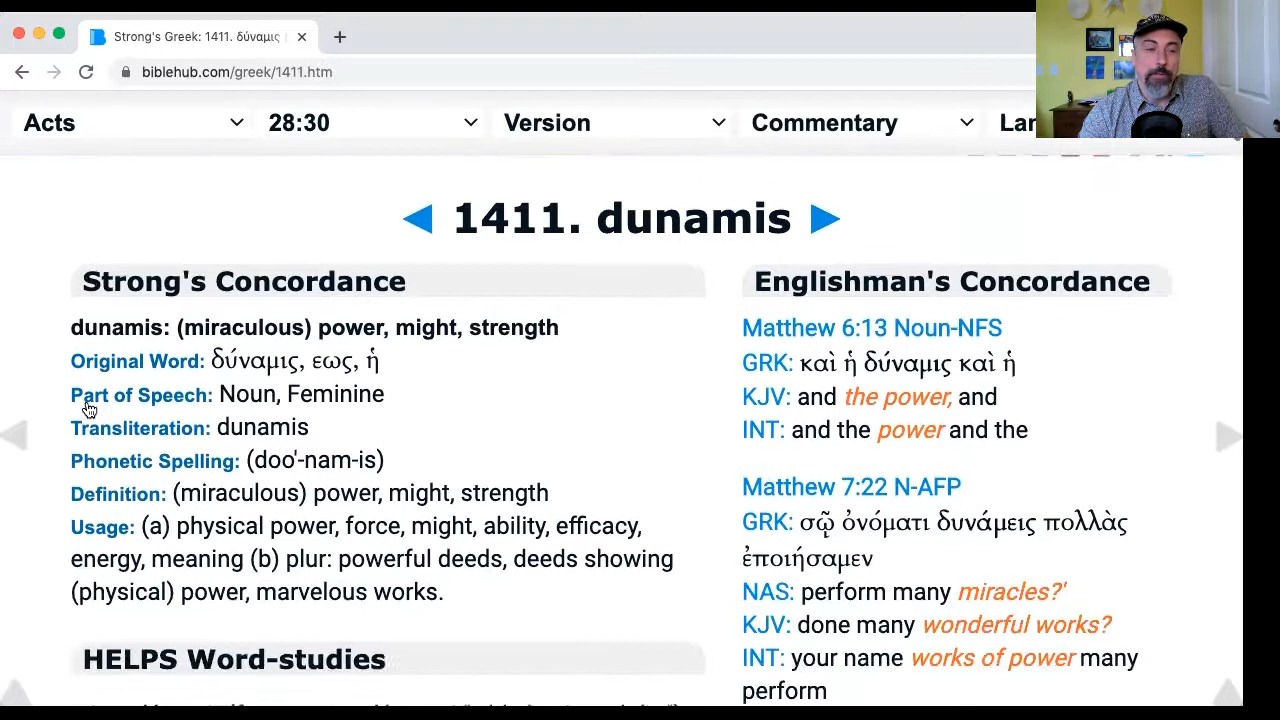 Strong's Greek: 1411. δύναμις
biblehub.com/greek/1411.htm
Acts
28:30
Version
Commentary
1411. dunamis
Strong's Concordance
dunamis: (miraculous) power, might, strength
Original Word: δύναμις, εως, ἡ
Part of Speech: Noun, Feminine
Transliteration: dunamis
Phonetic Spelling: (doo'-nam-is)
Definition: (miraculous) power, might, strength
Usage: (a) physical power, force, might, ability, efficacy,
energy, meaning (b) plur: powerful deeds, deeds showing
(physical) power, marvelous works.
HELPS Word-studies
Englishman's Concordance
Matthew 6:13 Noun-NFS
GRK: καὶ ἡ δύναμις καὶ ἡ
KJV: and the power, and
INT: and the power and the
Matthew 7:22 N-AFP
GRK: σῷ ὀνόματι δυνάμεις πολλὰς
ἐποιήσαμεν
NAS: perform many miracles?'
KJV: done many wonderful works?
INT: your name works of power many
perform